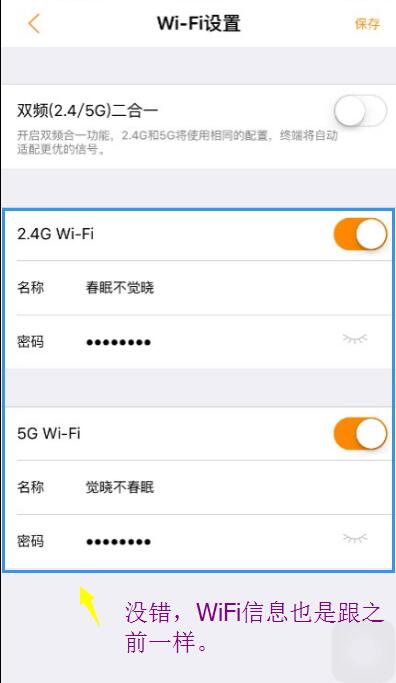 Wi-Fi设置
保存
双频(2.4/5G)二合一
开启双频合一功能，2.4G和5G将使用相同的配置，终端将自动
适配更优的信号。
2.4G Wi-Fi
名称 春眠不觉晓
密码 ●●●●●●●●
5G Wi-Fi
名称 觉晓不春眠
密码 ●●●●●●●●
没错，WiFi信息也是跟之
前一样。